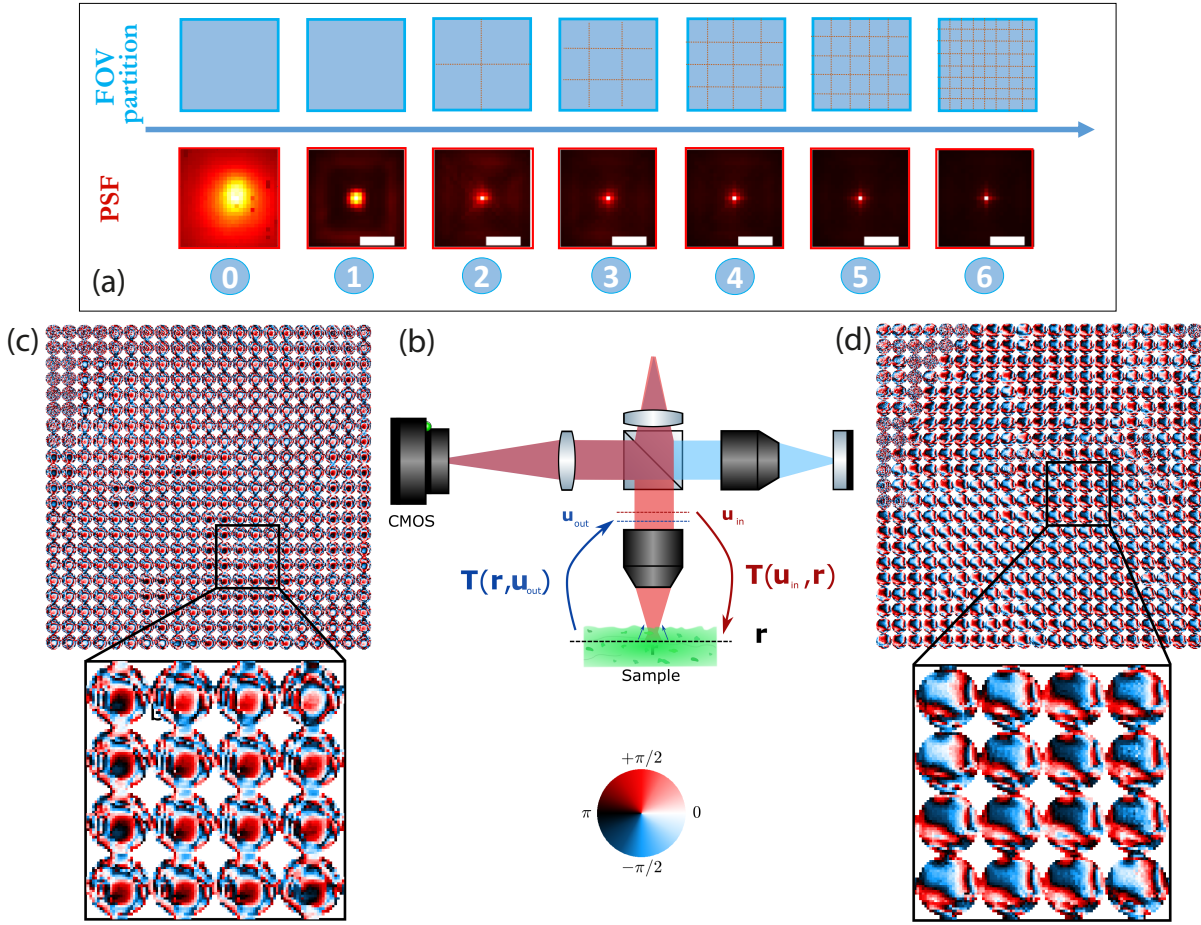 FOV
partition
PSF
(a)
0
1
2
3
4
5
6
(c)
(b)
(d)
CMOS
u_out
u_in
T(r,u_out)
T(u_in,r)
r
Sample
+π/2
π
0
−π/2